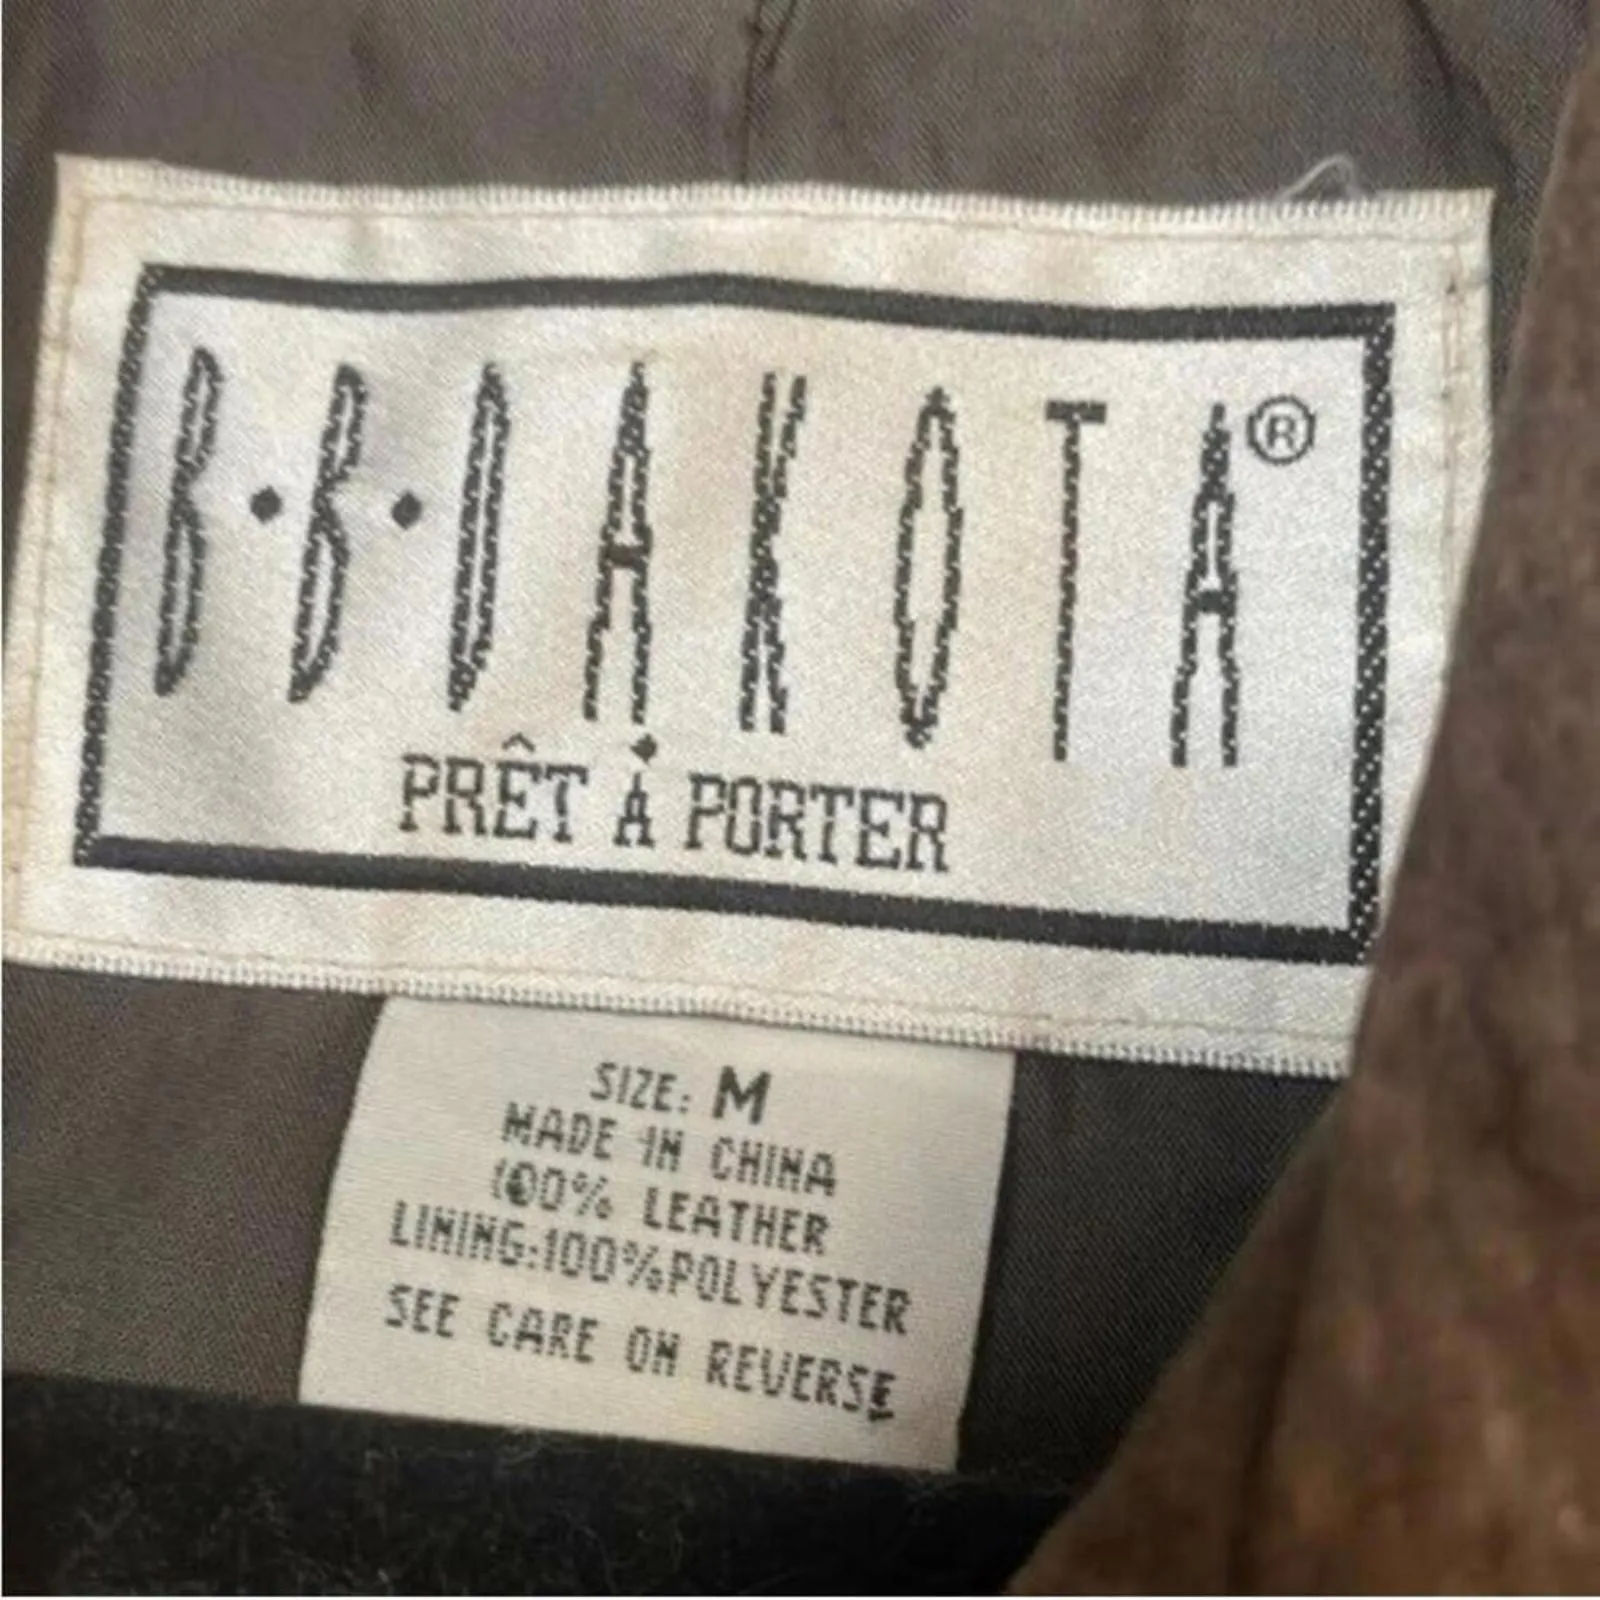 B·B·DAKOTA®
PRÊT À PORTER
SIZE: M
MADE IN CHINA
100% LEATHER
LINING:100%POLYESTER
SEE CARE ON REVERSE